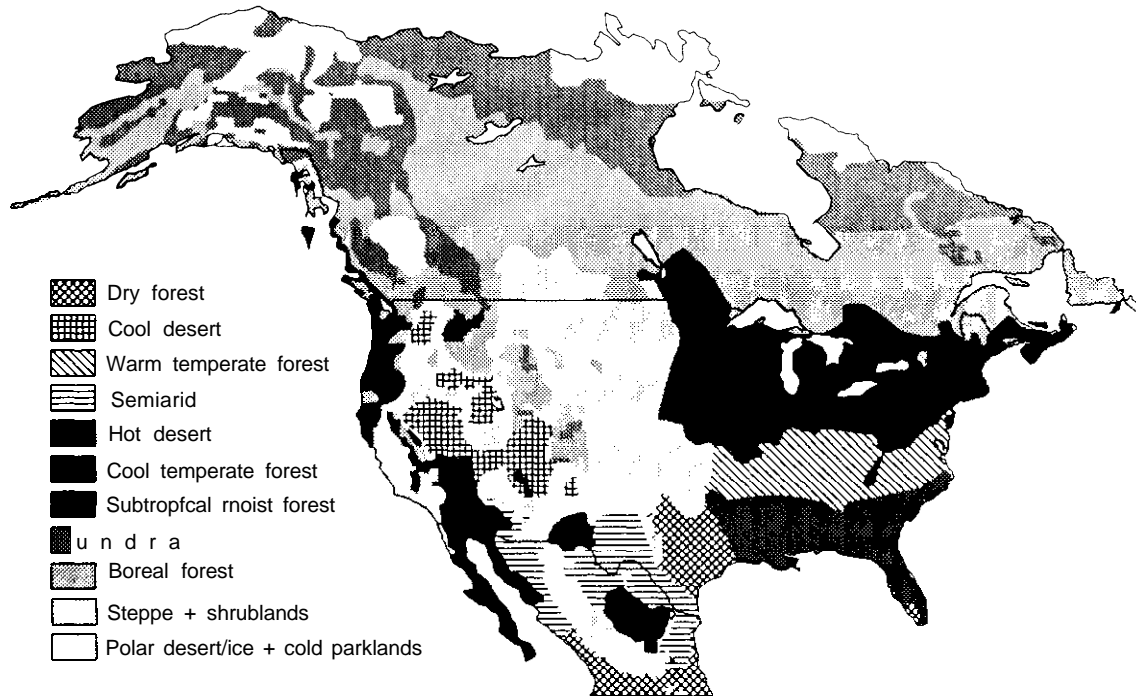 Dry forest
Cool desert
Warm temperate forest
Semiarid
Hot desert
Cool temperate forest
Subtropfcal rnoist forest
u n d r a
Boreal forest
Steppe + shrublands
Polar desert/ice + cold parklands